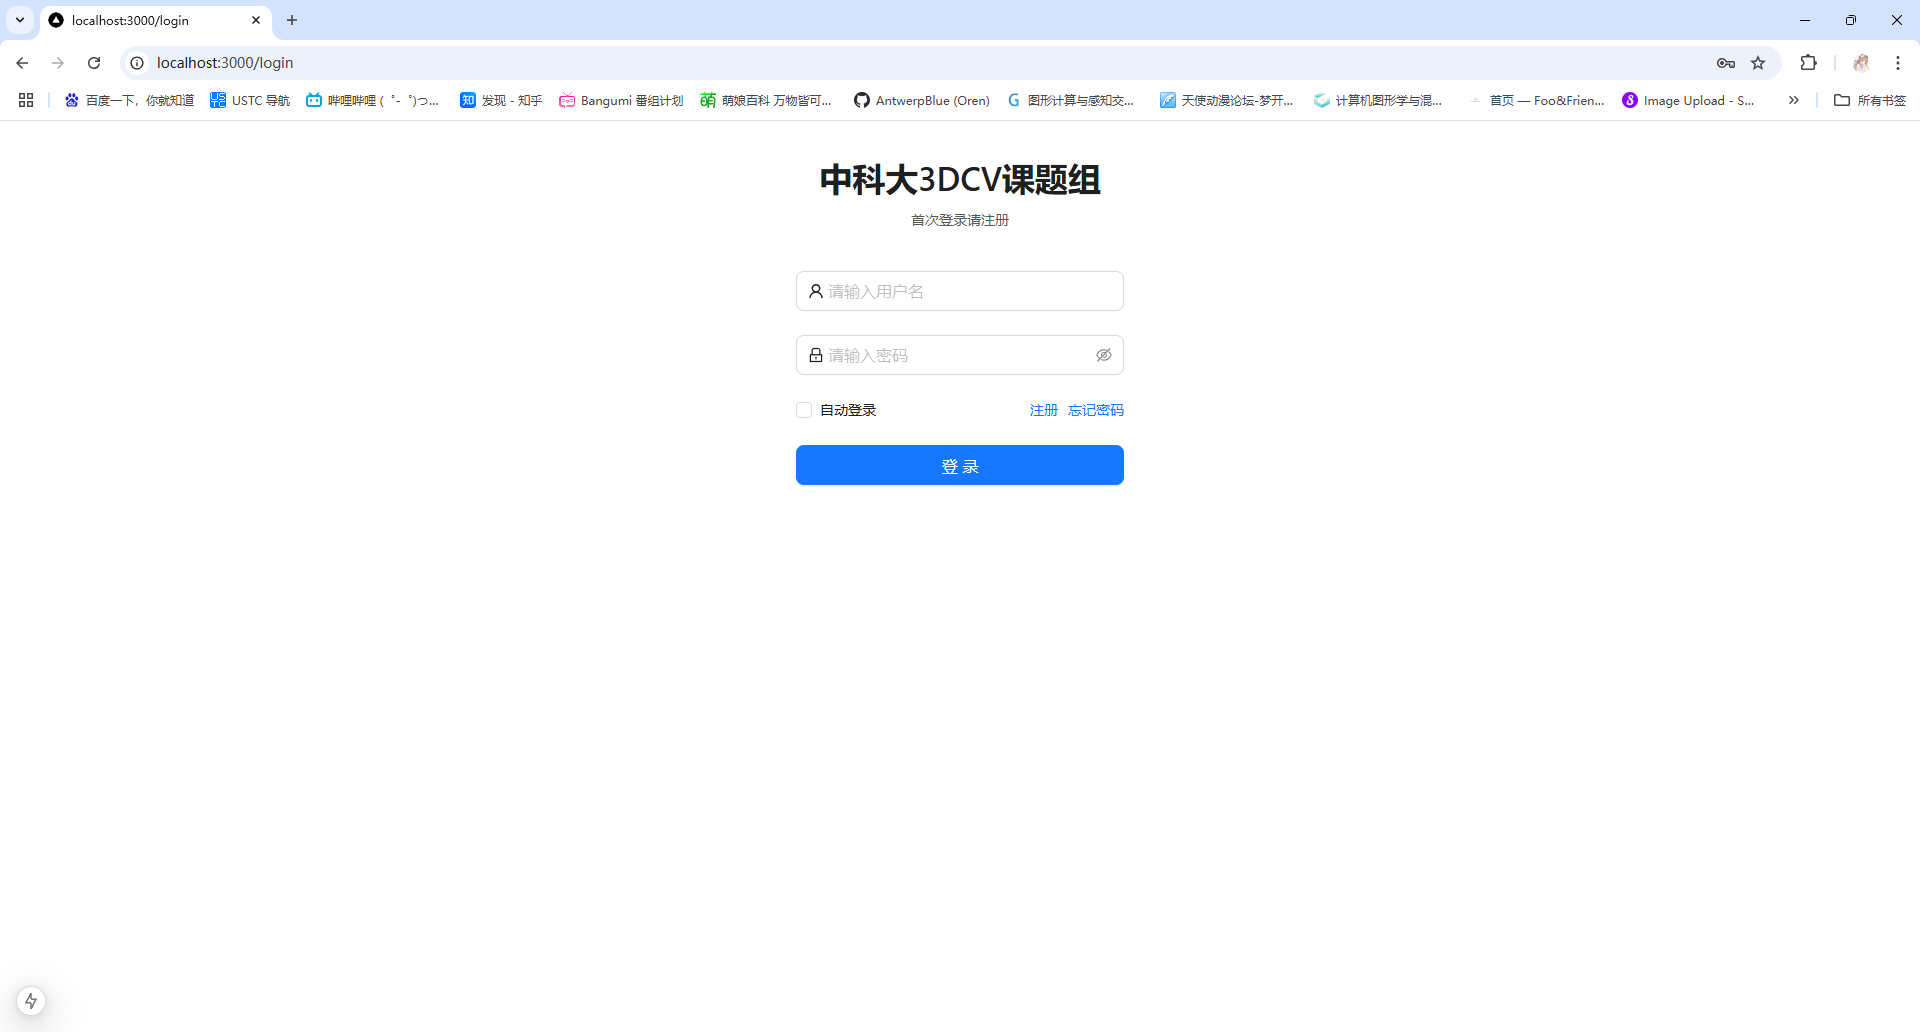 localhost:3000/login
localhost:3000/login
百度一下，你就知道
USTC 导航
哔哩哔哩 ( ゜- ゜)つ...
知 发现 - 知乎
Bangumi 番组计划
萌 萌娘百科 万物皆可...
AntwerpBlue (Oren)
G 图形计算与感知交...
天使动漫论坛-梦开...
计算机图形学与混...
首页 — Foo&Frien...
Image Upload - S...
所有书签
中科大3DCV课题组
首次登录请注册
请输入用户名
请输入密码
自动登录 注册 忘记密码
登 录